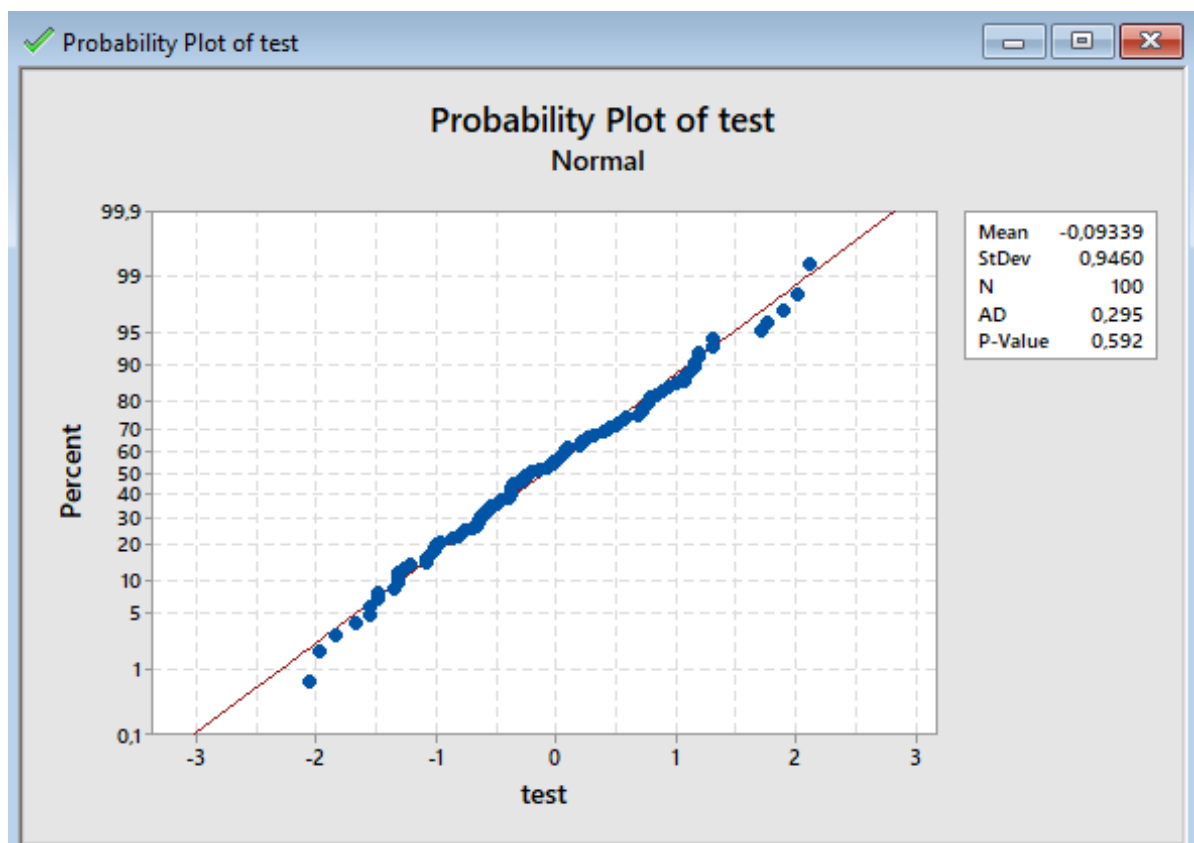 Probability Plot of test
Probability Plot of test
Normal
99,9
99
95
90
80
70
60
50
40
30
20
10
5
1
0,1
Percent
-3 -2 -1 0 1 2 3
test
Mean -0,09339
StDev 0,9460
N 100
AD 0,295
P-Value 0,592